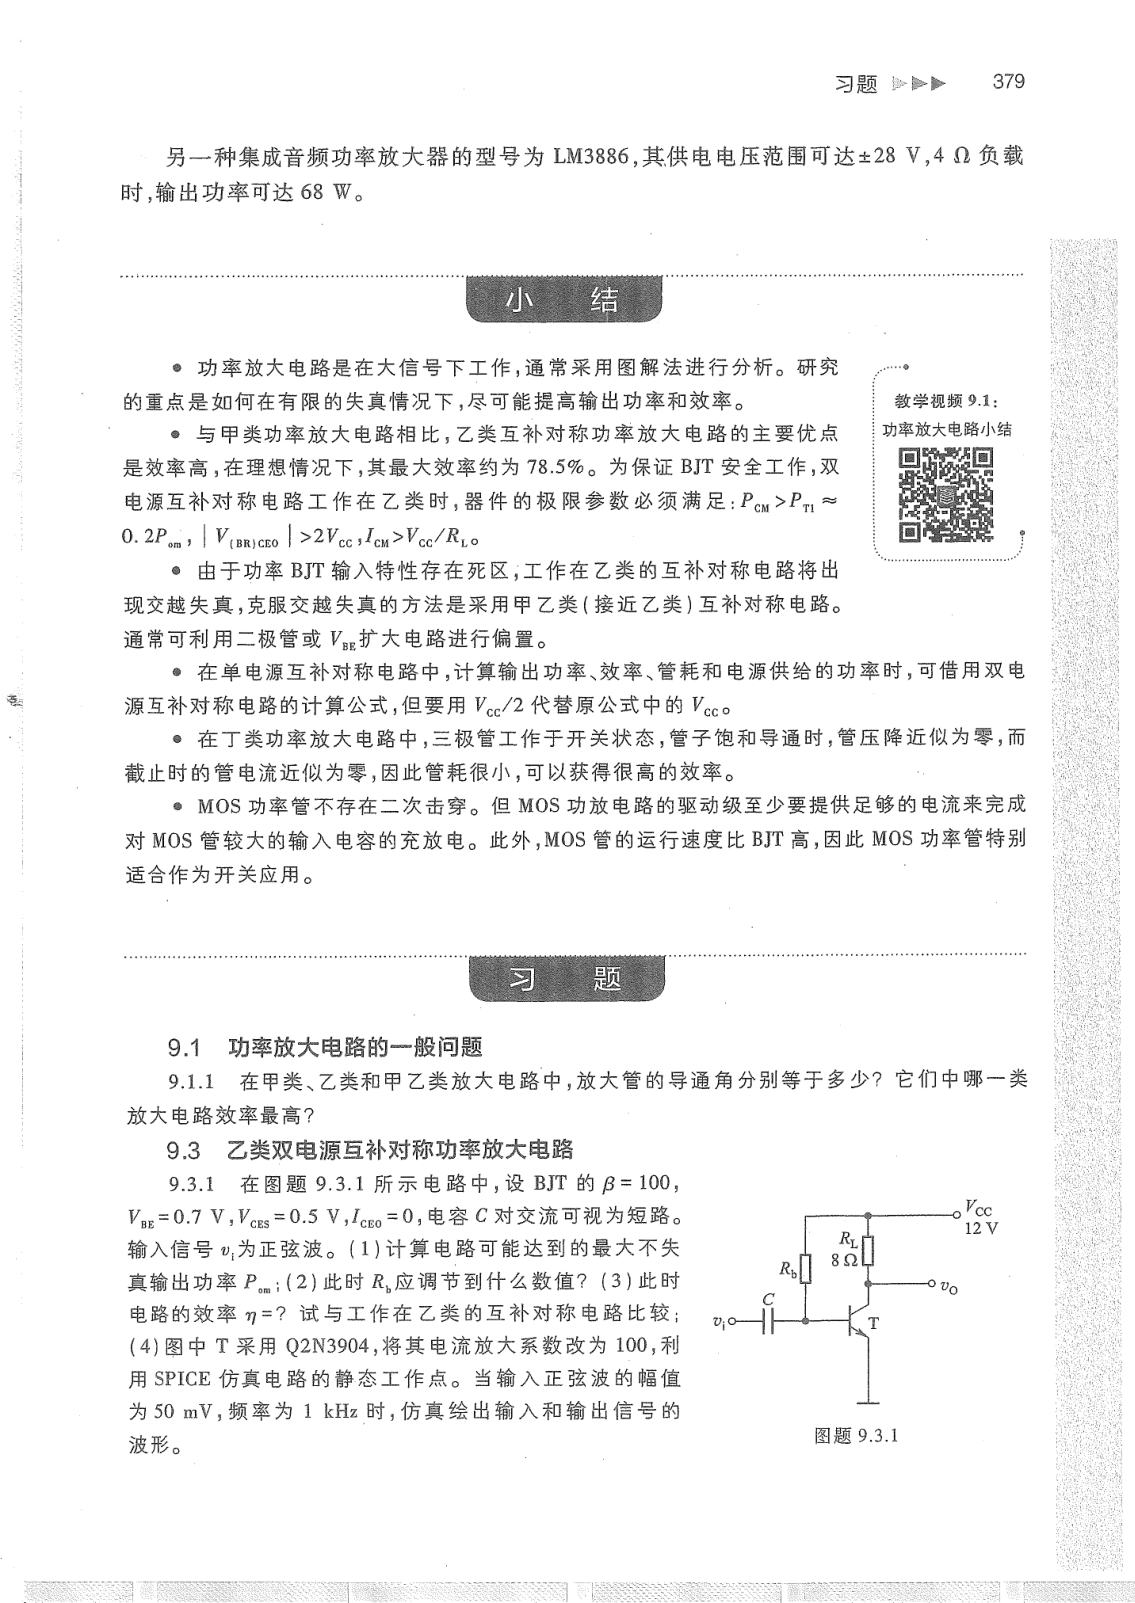 习题 379
另一种集成音频功率放大器的型号为 LM3886,其供电电压范围可达±28 V,4 Ω 负载
时,输出功率可达 68 W。
小 结
● 功率放大电路是在大信号下工作,通常采用图解法进行分析。研究
的重点是如何在有限的失真情况下,尽可能提高输出功率和效率。
● 与甲类功率放大电路相比,乙类互补对称功率放大电路的主要优点
是效率高,在理想情况下,其最大效率约为 78.5%。为保证 BJT 安全工作,双
电源互补对称电路工作在乙类时,器件的极限参数必须满足:P_CM>P_T1≈
0.2P_om,|V_(BR)CEO|>2V_CC,I_CM>V_CC/R_L。
● 由于功率 BJT 输入特性存在死区,工作在乙类的互补对称电路将出
现交越失真,克服交越失真的方法是采用甲乙类(接近乙类)互补对称电路。
通常可利用二极管或 V_BE扩大电路进行偏置。
教学视频 9.1:
功率放大电路小结
● 在单电源互补对称电路中,计算输出功率、效率、管耗和电源供给的功率时,可借用双电
源互补对称电路的计算公式,但要用 V_CC/2 代替原公式中的 V_CC。
● 在丁类功率放大电路中,三极管工作于开关状态,管子饱和导通时,管压降近似为零,而
截止时的管电流近似为零,因此管耗很小,可以获得很高的效率。
● MOS 功率管不存在二次击穿。但 MOS 功放电路的驱动级至少要提供足够的电流来完成
对 MOS 管较大的输入电容的充放电。此外,MOS 管的运行速度比 BJT 高,因此 MOS 功率管特别
适合作为开关应用。
习 题
9.1 功率放大电路的一般问题
9.1.1 在甲类、乙类和甲乙类放大电路中,放大管的导通角分别等于多少? 它们中哪一类
放大电路效率最高?
9.3 乙类双电源互补对称功率放大电路
9.3.1 在图题 9.3.1 所示电路中,设 BJT 的 β=100,
V_BE=0.7 V,V_CES=0.5 V,I_CEO=0,电容 C 对交流可视为短路。
输入信号 v_i为正弦波。(1)计算电路可能达到的最大不失
真输出功率 P_om;(2)此时 R_b应调节到什么数值? (3)此时
电路的效率 η=? 试与工作在乙类的互补对称电路比较;
(4)图中 T 采用 Q2N3904,将其电流放大系数改为 100,利
用 SPICE 仿真电路的静态工作点。当输入正弦波的幅值
为 50 mV,频率为 1 kHz 时,仿真绘出输入和输出信号的
波形。
V_CC
12 V
R_L
8 Ω
R_b
v_O
C
v_i
T
图题 9.3.1